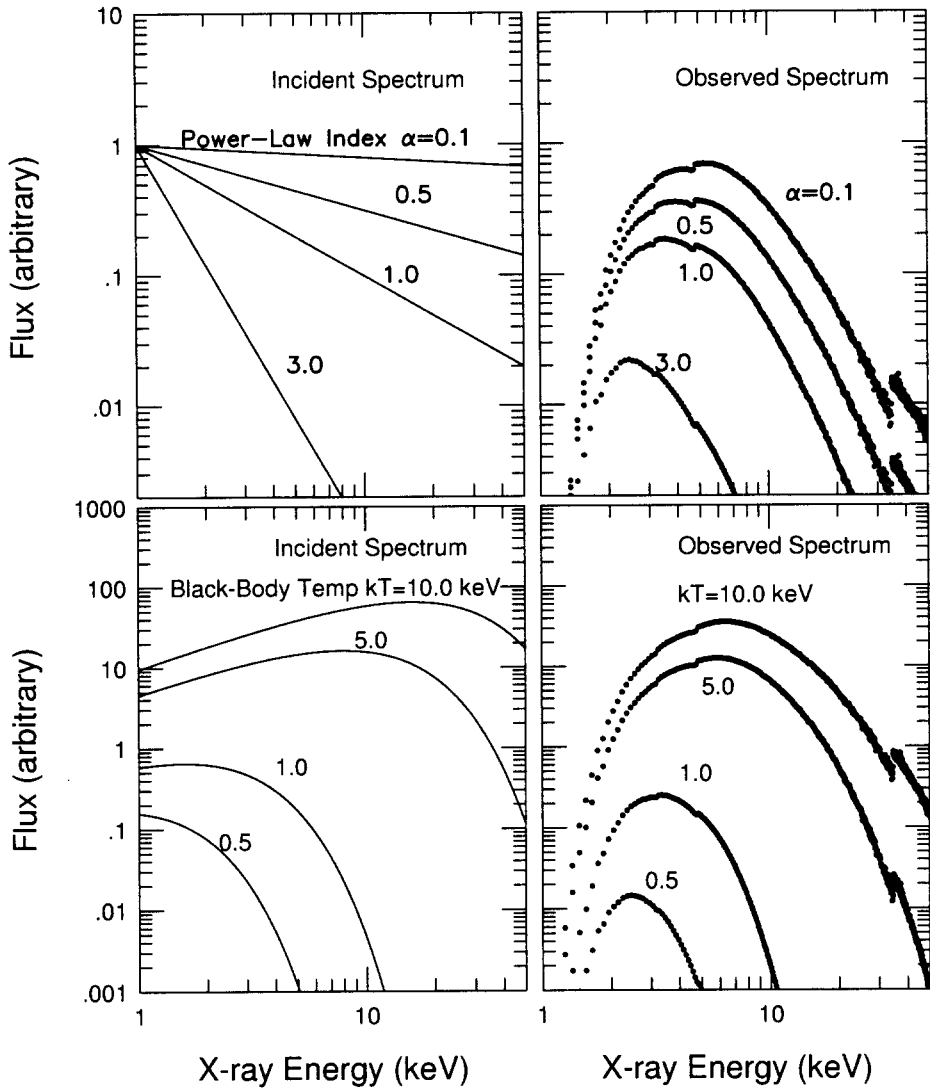 10
1
.1
.01
Flux (arbitrary)
Incident Spectrum
Power-Law Index α=0.1
0.5
1.0
3.0
Observed Spectrum
α=0.1
0.5
1.0
3.0
1000
100
10
1
.1
.01
.001
Flux (arbitrary)
Incident Spectrum
Black-Body Temp kT=10.0 keV
5.0
1.0
0.5
1
10
X-ray Energy (keV)
Observed Spectrum
kT=10.0 keV
5.0
1.0
0.5
1
10
X-ray Energy (keV)